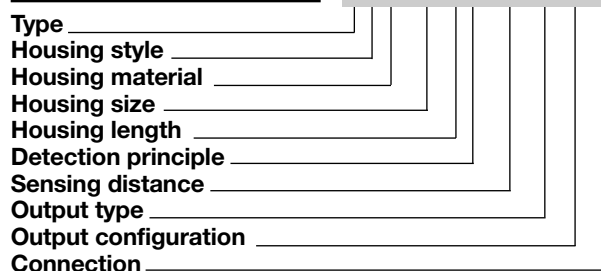 Type
Housing style
Housing material
Housing size
Housing length
Detection principle
Sensing distance
Output type
Output configuration
Connection